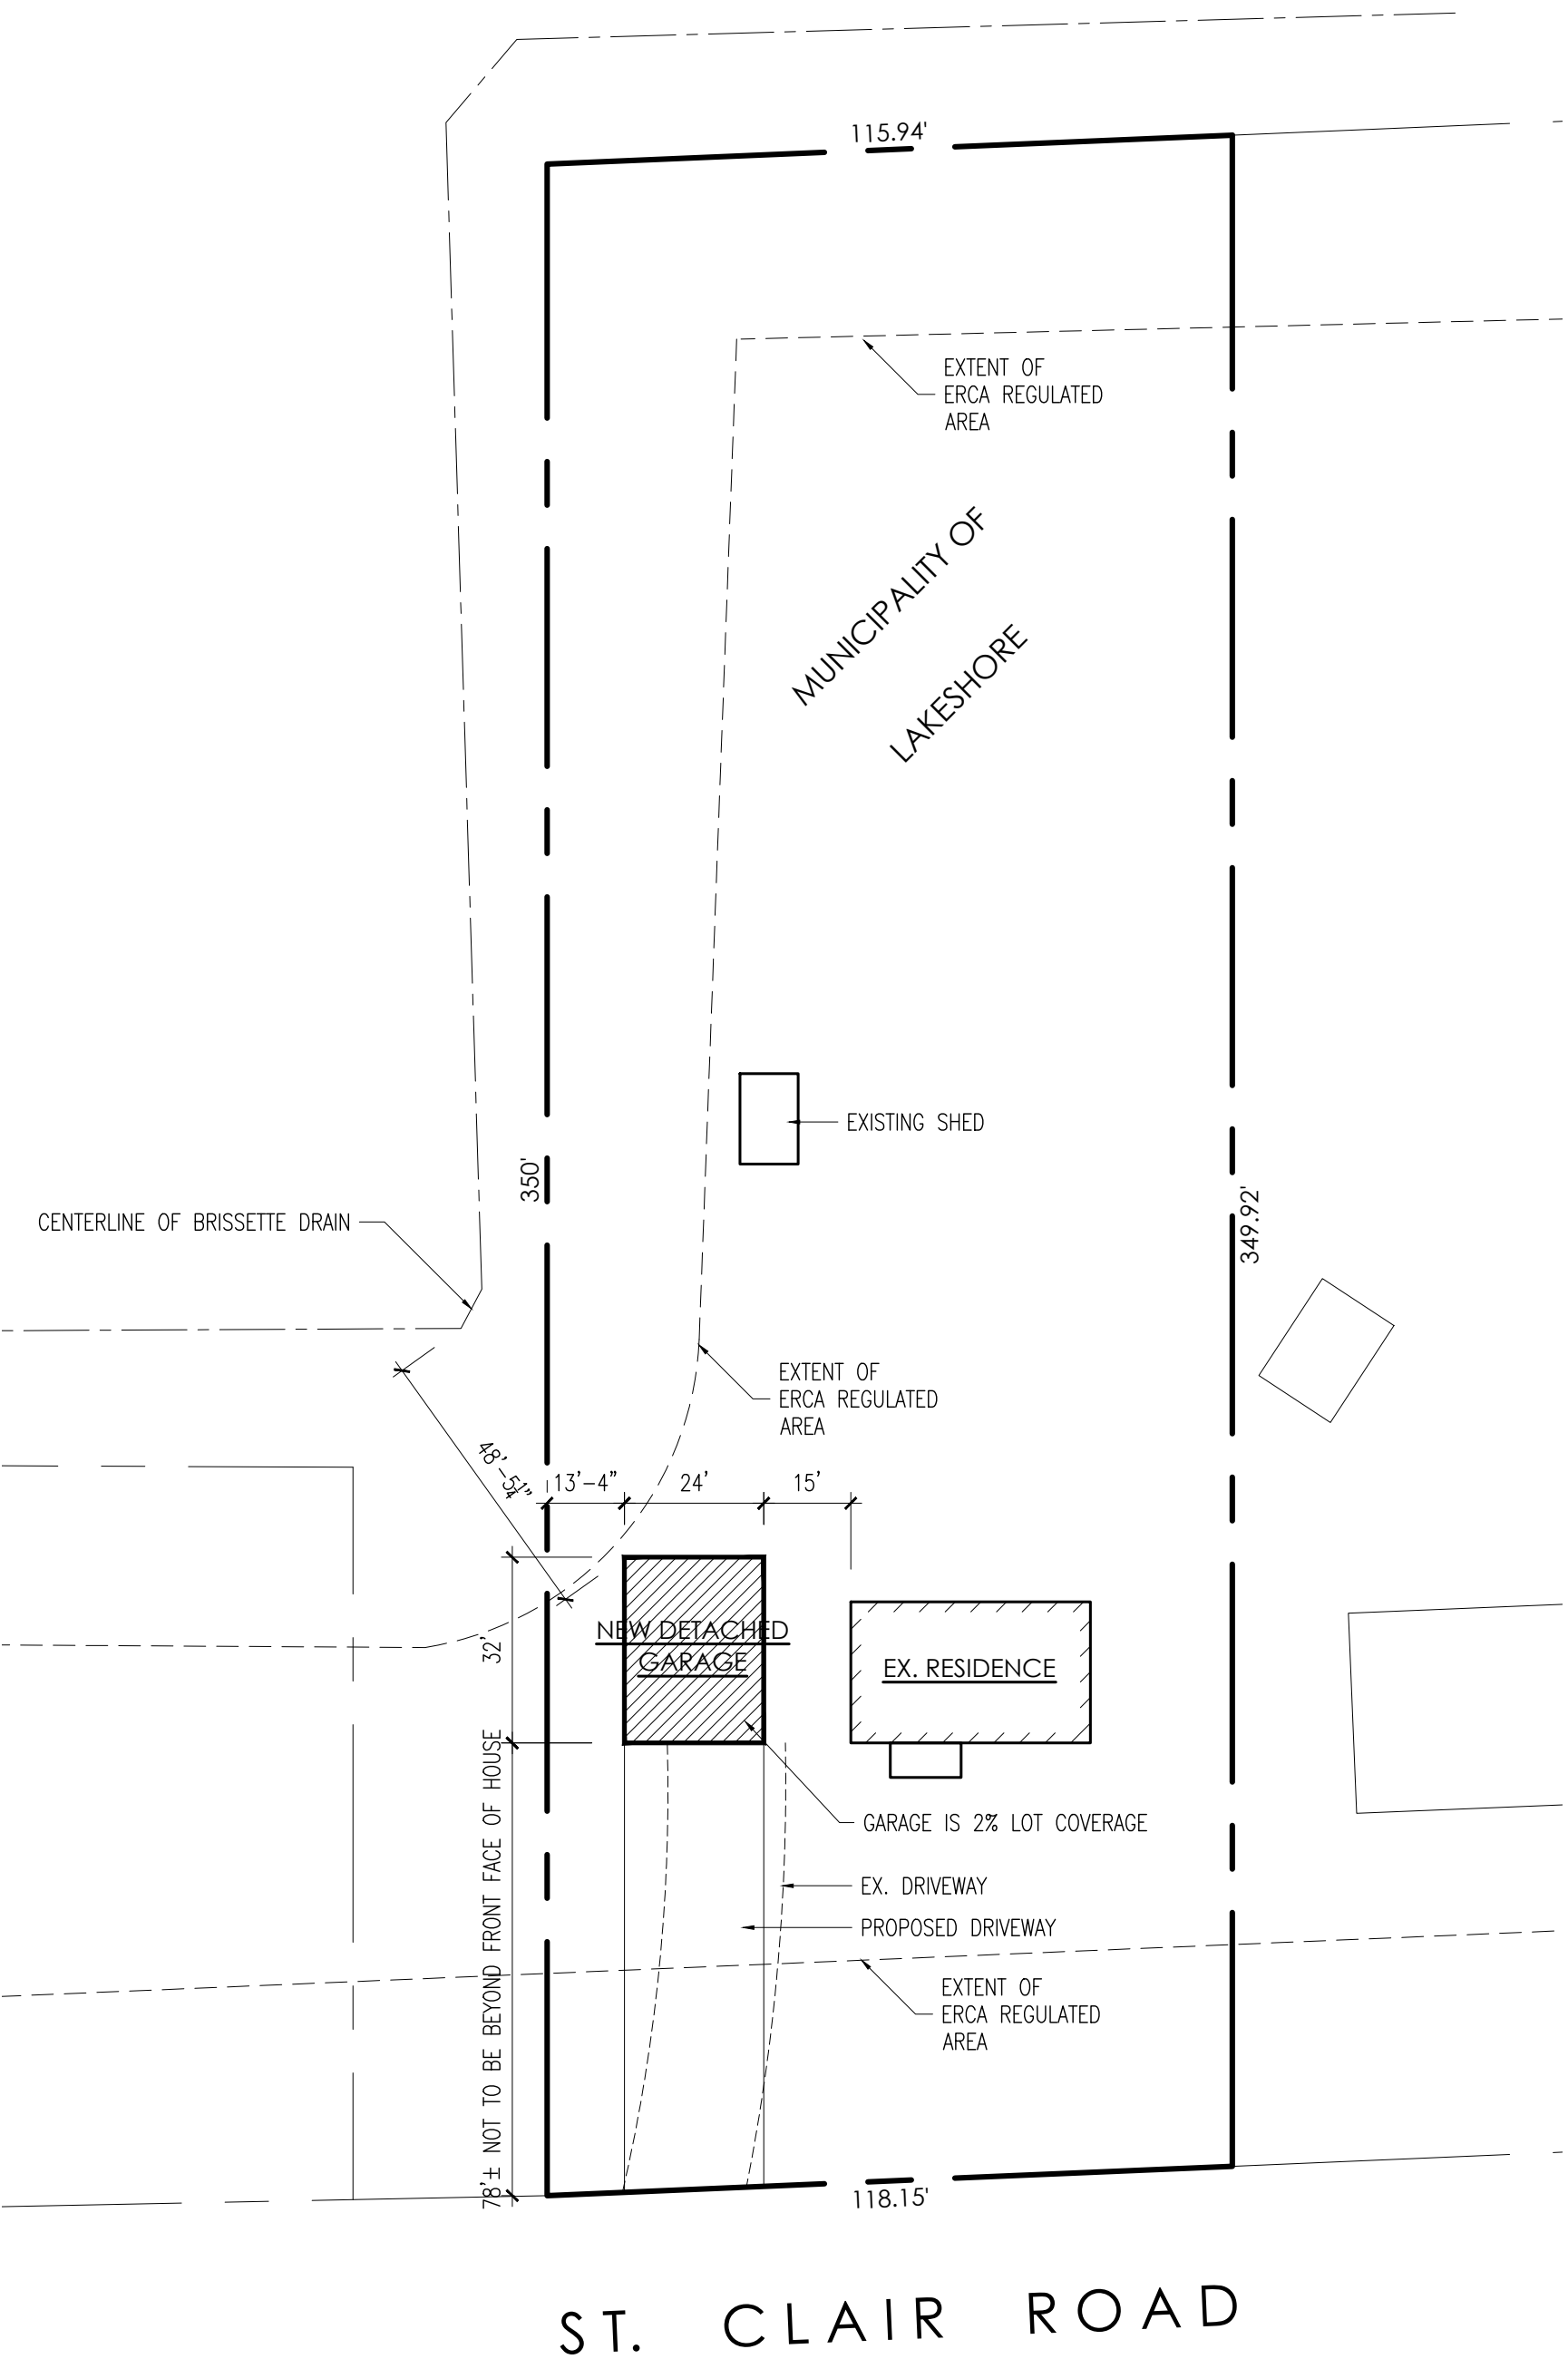 115.94'
EXTENT OF
ERCA REGULATED
AREA
MUNICIPALITY OF
LAKESHORE
EXISTING SHED
350'
349.92'
CENTERLINE OF BRISSETTE DRAIN
EXTENT OF
ERCA REGULATED
AREA
48'-5¼"
13'-4"
24'
15'
32'
NEW DETACHED
GARAGE
EX. RESIDENCE
78'± NOT TO BE BEYOND FRONT FACE OF HOUSE
GARAGE IS 2% LOT COVERAGE
EX. DRIVEWAY
PROPOSED DRIVEWAY
EXTENT OF
ERCA REGULATED
AREA
118.15'
ST. CLAIR ROAD